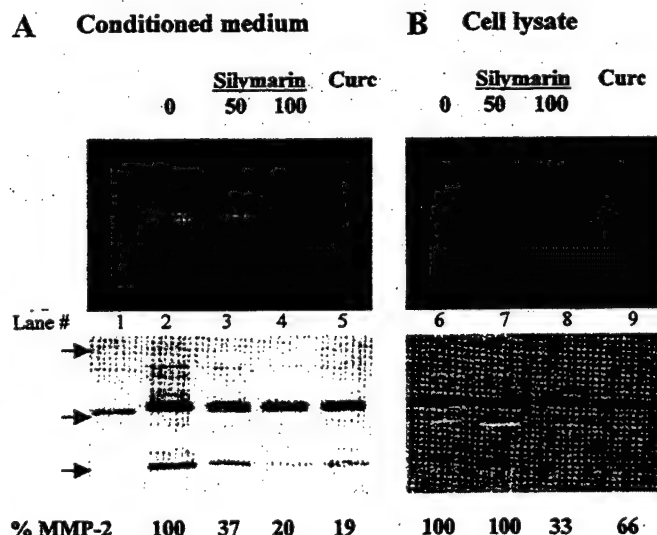 A Conditioned medium B Cell lysate
Silymarin Curc Silymarin Curc
0 50 100 0 50 100
Lane # 1 2 3 4 5 6 7 8 9
% MMP-2 100 37 20 19 100 100 33 66